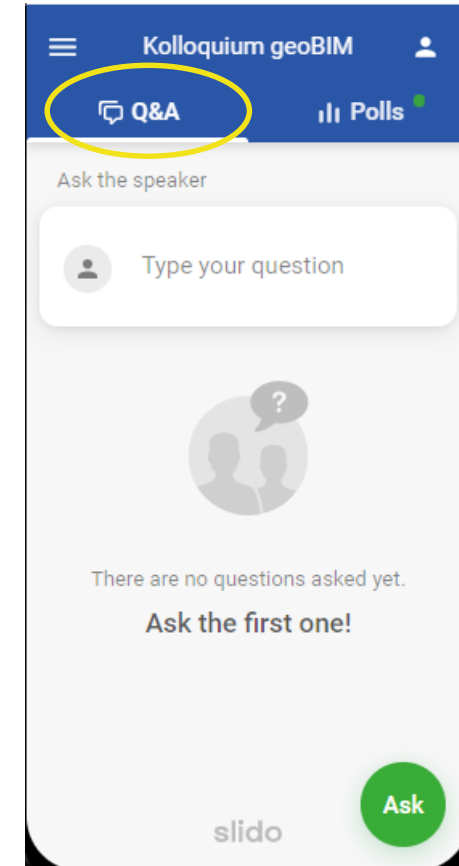 Kolloquium geoBIM
Q&A Polls
Ask the speaker
Type your question
?
There are no questions asked yet.
Ask the first one!
Ask
slido